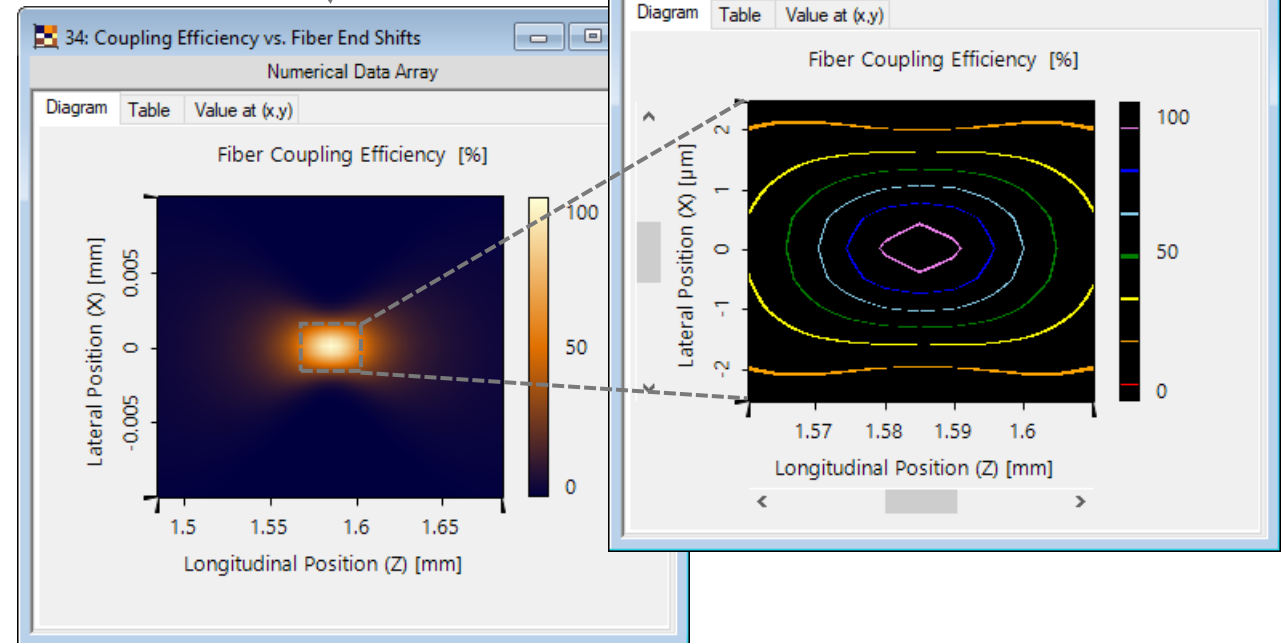 34: Coupling Efficiency vs. Fiber End Shifts
Numerical Data Array
Diagram Table Value at (x,y)
Fiber Coupling Efficiency [%]
Lateral Position (X) [mm]
0.005
0
-0.005
1.5 1.55 1.6 1.65
Longitudinal Position (Z) [mm]
100
50
0
Diagram Table Value at (x,y)
Fiber Coupling Efficiency [%]
Lateral Position (X) [µm]
2
1
0
-1
-2
1.57 1.58 1.59 1.6
Longitudinal Position (Z) [mm]
100
50
0